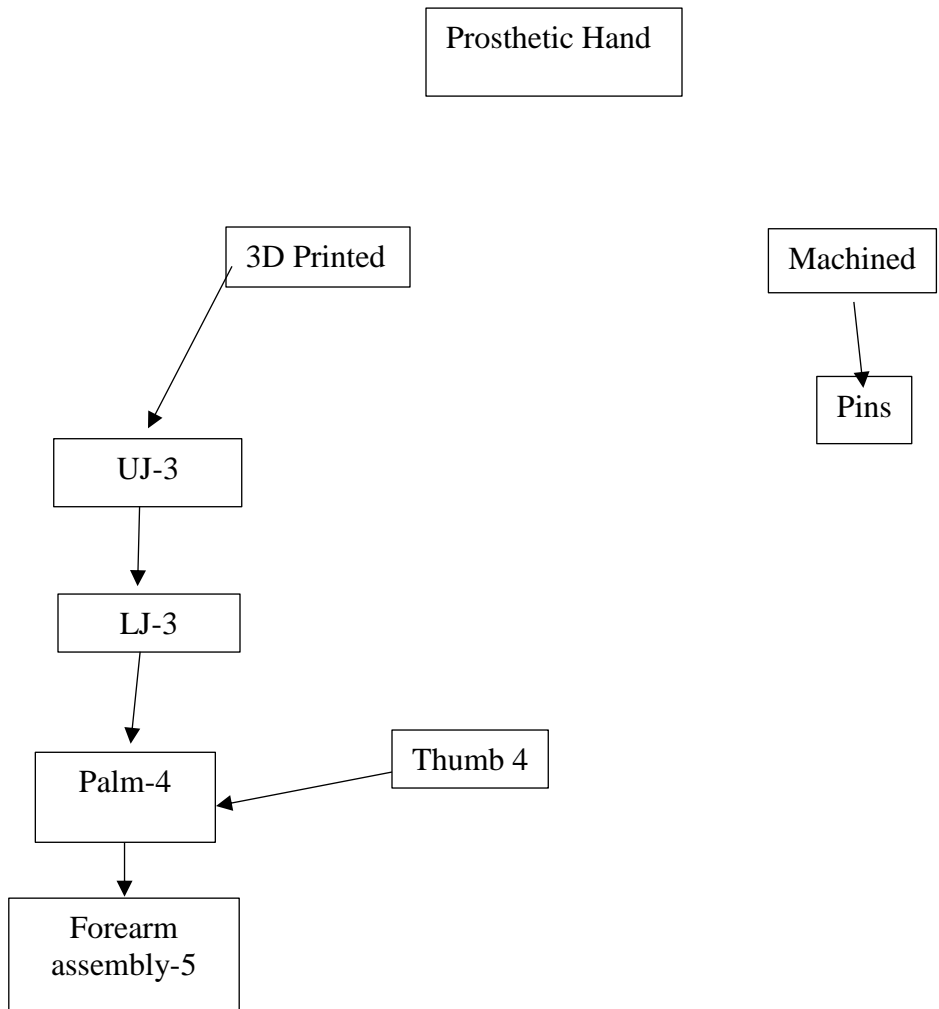 Prosthetic Hand
3D Printed
Machined
Pins
UJ-3
LJ-3
Thumb 4
Palm-4
Forearm
assembly-5